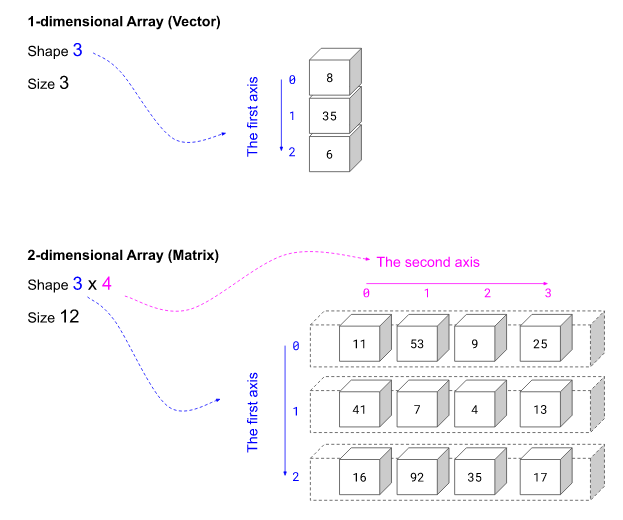 1-dimensional Array (Vector)
Shape 3
Size 3
The first axis
0
8
1
35
2
6
2-dimensional Array (Matrix)
Shape 3 x 4
Size 12
The second axis
0 1 2 3
The first axis
0
11 53 9 25
1
41 7 4 13
2
16 92 35 17